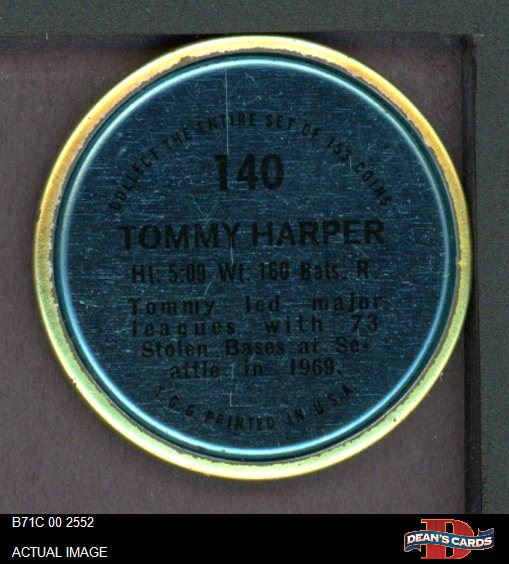 COLLECT THE ENTIRE SET OF 153 COINS
140
TOMMY HARPER
Ht. 5:09 Wt. 160 Bats: R.
Tommy led major
leagues with 73
Stolen Bases at Se-
attle in 1969.
T.C.G. PRINTED IN U.S.A.
B71C 00 2552
ACTUAL IMAGE
D
DEAN'S CARDS